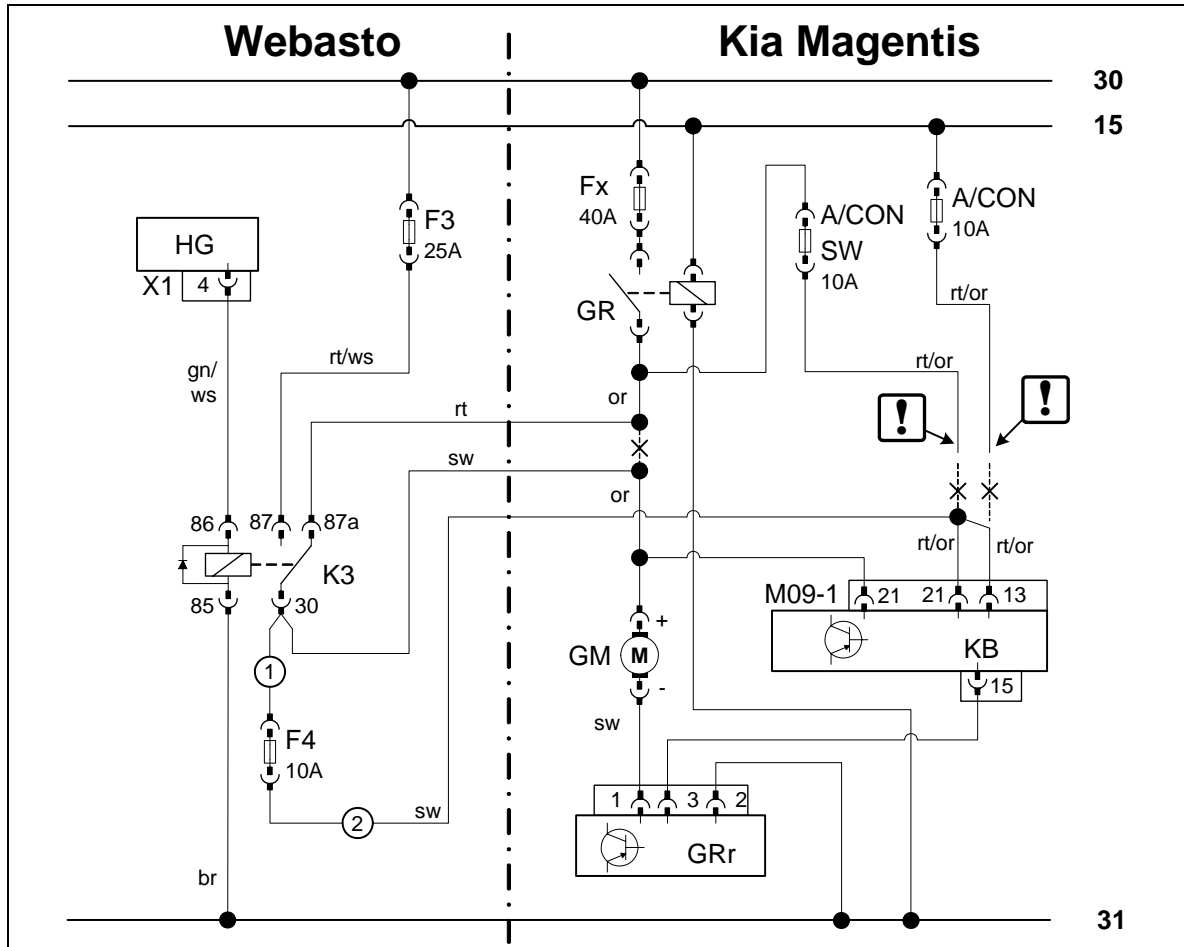 Webasto
Kia Magentis
30
15
Fx
40A
A/CON
SW
10A
A/CON
10A
F3
25A
HG
X1
4
GR
rt/or
rt/or
rt/ws
gn/
ws
or
rt
!
!
sw
or
86
87
87a
rt/or
rt/or
K3
85
30
M09-1
21
21
13
KB
15
GM
M
+
-
1
sw
F4
10A
2
sw
1
3
2
GRr
br
31